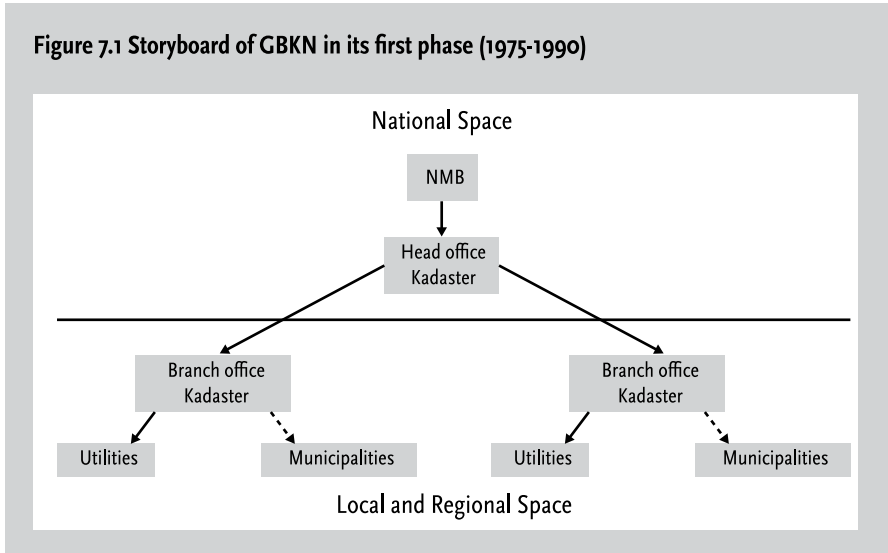 Figure 7.1 Storyboard of GBKN in its first phase (1975-1990)
National Space
NMB
Head office
Kadaster
Branch office
Kadaster
Branch office
Kadaster
Utilities
Municipalities
Utilities
Municipalities
Local and Regional Space